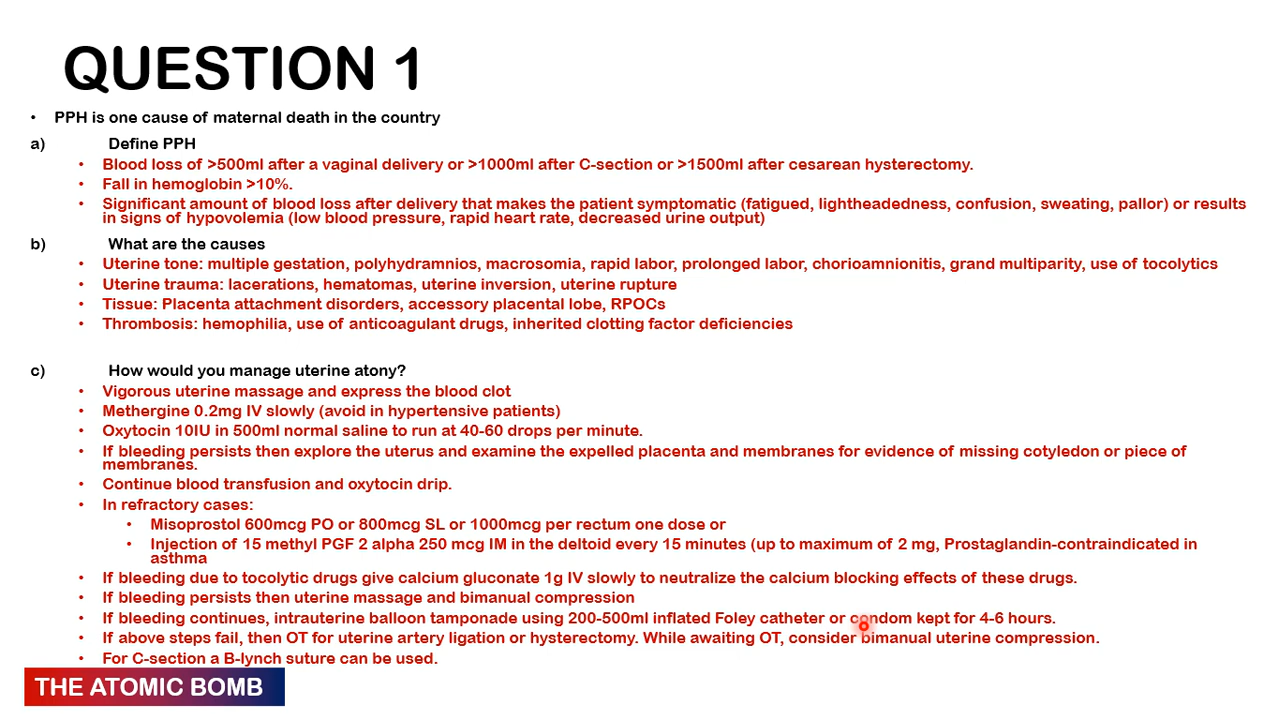 QUESTION 1
• PPH is one cause of maternal death in the country
a) Define PPH
• Blood loss of >500ml after a vaginal delivery or >1000ml after C-section or >1500ml after cesarean hysterectomy.
• Fall in hemoglobin >10%.
• Significant amount of blood loss after delivery that makes the patient symptomatic (fatigued, lightheadedness, confusion, sweating, pallor) or results
in signs of hypovolemia (low blood pressure, rapid heart rate, decreased urine output)
b) What are the causes
• Uterine tone: multiple gestation, polyhydramnios, macrosomia, rapid labor, prolonged labor, chorioamnionitis, grand multiparity, use of tocolytics
• Uterine trauma: lacerations, hematomas, uterine inversion, uterine rupture
• Tissue: Placenta attachment disorders, accessory placental lobe, RPOCs
• Thrombosis: hemophilia, use of anticoagulant drugs, inherited clotting factor deficiencies
c) How would you manage uterine atony?
• Vigorous uterine massage and express the blood clot
• Methergine 0.2mg IV slowly (avoid in hypertensive patients)
• Oxytocin 10IU in 500ml normal saline to run at 40-60 drops per minute.
• If bleeding persists then explore the uterus and examine the expelled placenta and membranes for evidence of missing cotyledon or piece of
membranes.
• Continue blood transfusion and oxytocin drip.
• In refractory cases:
• Misoprostol 600mcg PO or 800mcg SL or 1000mcg per rectum one dose or
• Injection of 15 methyl PGF 2 alpha 250 mcg IM in the deltoid every 15 minutes (up to maximum of 2 mg, Prostaglandin-contraindicated in
asthma
• If bleeding due to tocolytic drugs give calcium gluconate 1g IV slowly to neutralize the calcium blocking effects of these drugs.
• If bleeding persists then uterine massage and bimanual compression
• If bleeding continues, intrauterine balloon tamponade using 200-500ml inflated Foley catheter or condom kept for 4-6 hours.
• If above steps fail, then OT for uterine artery ligation or hysterectomy. While awaiting OT, consider bimanual uterine compression.
• For C-section a B-lynch suture can be used.
THE ATOMIC BOMB